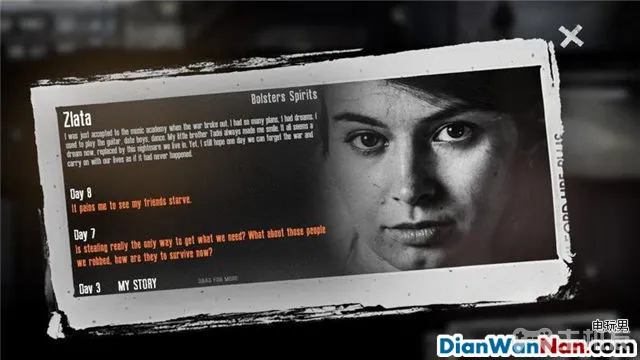 Bolsters Spirits
Zlata
I was just accepted to the music academy when the war broke out. I had so many plans. I had dreams. I
used to play the guitar, date boys, dance. My little brother Tadei always made me smile. It all seems a
dream now, replaced by this nightmare we live in. Yet, I still hope one day we can forget the war and
carry on with our lives as if it had never happened.
Day 8
It pains me to see my friends starve.
Day 7
Is stealing really the only way to get what we need? What about those people
we robbed, how are they to survive now?
Day 3 MY STORY
DRAG FOR MORE
电玩男
DianWanNan.com